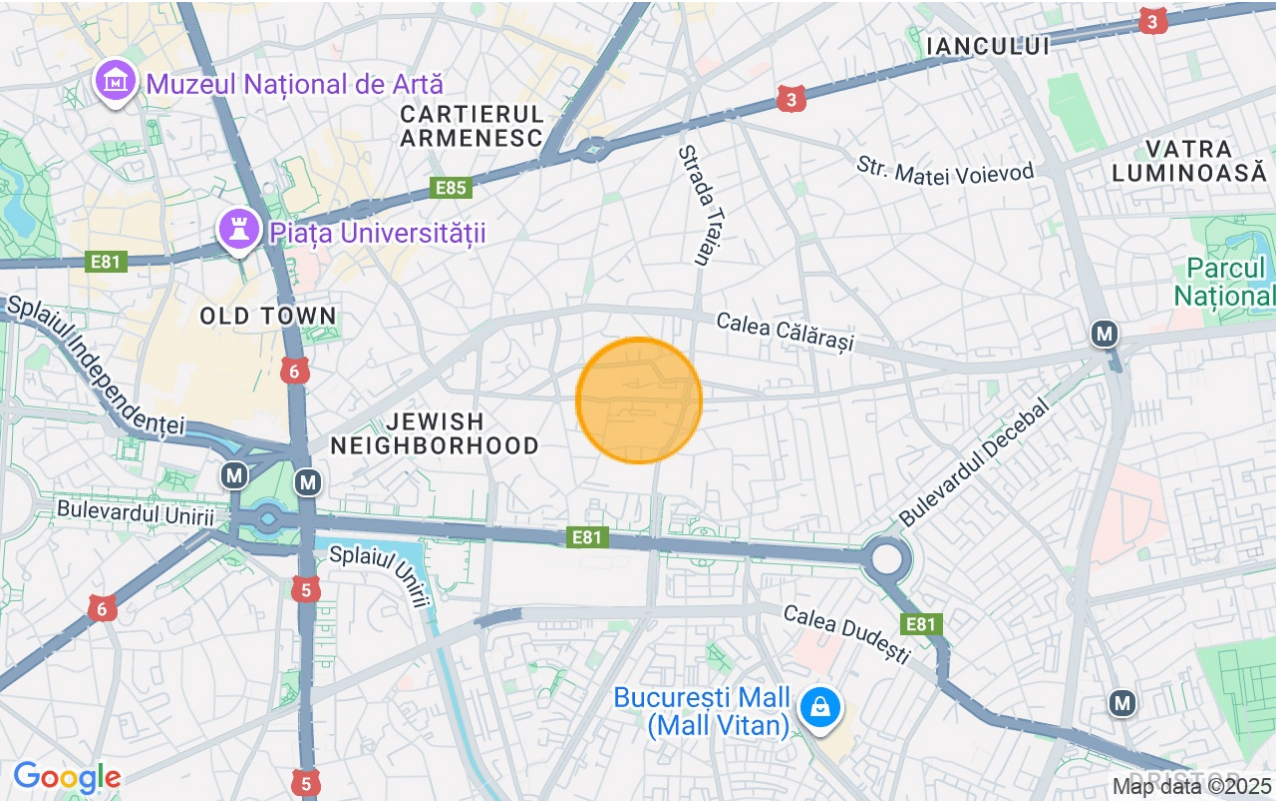 3
IANCULUI
Muzeul Național de Artă
3
CARTIERUL
ARMENESC
VATRA
LUMINOASĂ
Str. Matei Voievod
Strada Traian
E85
Piața Universității
E81
Parcul
Național
Splaiul Independenței
OLD TOWN
Calea Călărași
M
6
JEWISH
NEIGHBORHOOD
Bulevardul Decebal
M
M
Bulevardul Unirii
E81
Splaiul Unirii
5
6
Calea Dudești
E81
București Mall
(Mall Vitan)
M
Google
5
DRISTOR
Map data ©2025